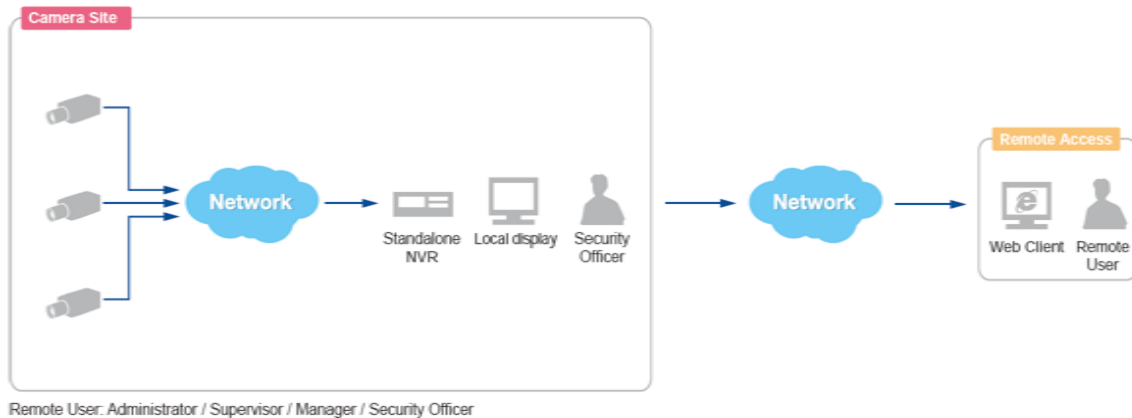 Camera Site
Network
Standalone
NVR
Local display
Security
Officer
Network
Remote Access
Web Client
Remote
User
Remote User: Administrator / Supervisor / Manager / Security Officer